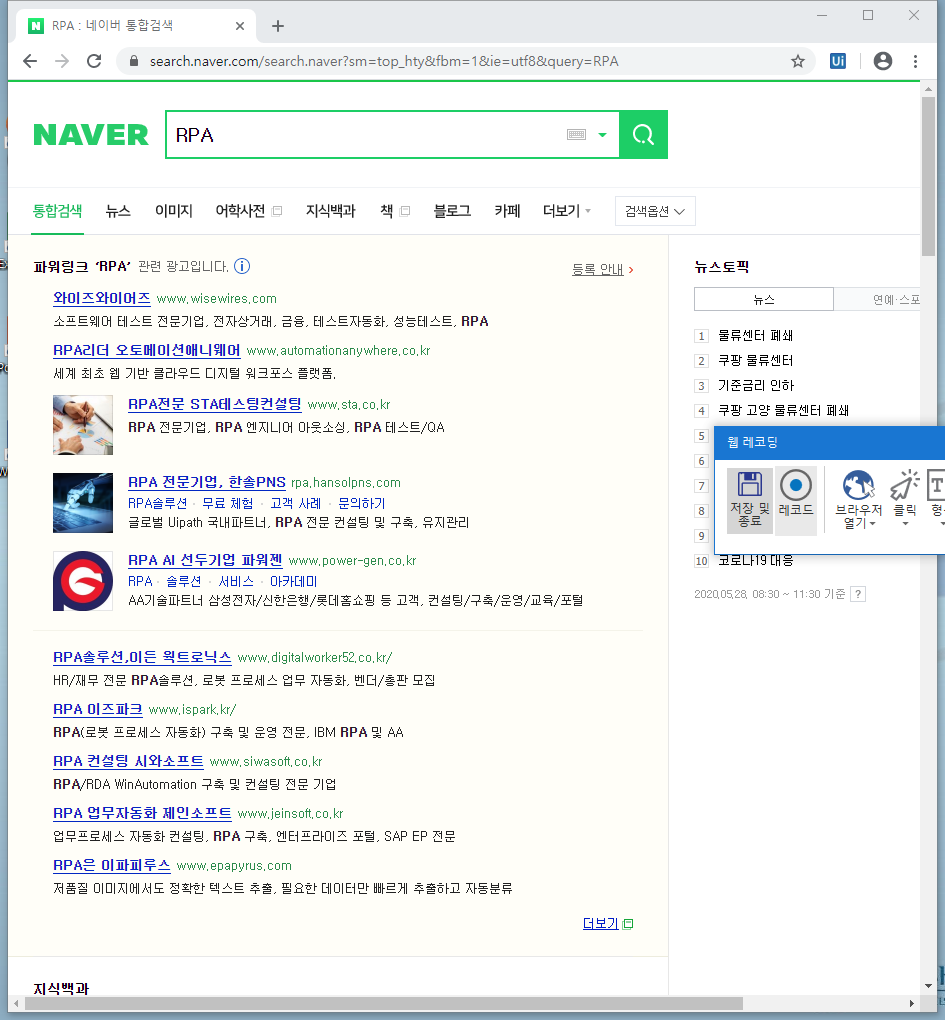 RPA : 네이버 통합검색
search.naver.com/search.naver?sm=top_hty&fbm=1&ie=utf8&query=RPA
Ui
NAVER
RPA
통합검색 뉴스 이미지 어학사전 지식백과 책 블로그 카페 더보기 검색옵션
파워링크 'RPA' 관련 광고입니다.
등록 안내 >
와이즈와이어즈 www.wisewires.com
소프트웨어 테스트 전문기업, 전자상거래, 금융, 테스트자동화, 성능테스트, RPA
RPA리더 오토메이션애니웨어 www.automationanywhere.co.kr
세계 최초 웹 기반 클라우드 디지털 워크포스 플랫폼.
RPA전문 STA테스팅컨설팅 www.sta.co.kr
RPA 전문기업, RPA 엔지니어 아웃소싱, RPA 테스트/QA
RPA 전문기업, 한솔PNS rpa.hansolpns.com
RPA솔루션 · 무료 체험 · 고객 사례 · 문의하기
글로벌 Uipath 국내파트너, RPA 전문 컨설팅 및 구축, 유지관리
RPA AI 선두기업 파워젠 www.power-gen.co.kr
RPA · 솔루션 · 서비스 · 아카데미
AA기술파트너 삼성전자/신한은행/롯데홈쇼핑 등 고객, 컨설팅/구축/운영/교육/포털
RPA솔루션,이든 웍트로닉스 www.digitalworker52.co.kr/
HR/재무 전문 RPA솔루션, 로봇 프로세스 업무 자동화, 벤더/총판 모집
RPA 이즈파크 www.ispark.kr/
RPA(로봇 프로세스 자동화) 구축 및 운영 전문, IBM RPA 및 AA
RPA 컨설팅 시와소프트 www.siwasoft.co.kr
RPA/RDA WinAutomation 구축 및 컨설팅 전문 기업
RPA 업무자동화 제인소프트 www.jeinsoft.co.kr
업무프로세스 자동화 컨설팅, RPA 구축, 엔터프라이즈 포털, SAP EP 전문
RPA은 이파피루스 www.epapyrus.com
저품질 이미지에서도 정확한 텍스트 추출, 필요한 데이터만 빠르게 추출하고 자동분류
더보기
지식백과
뉴스토픽
뉴스 연예·스포
1 물류센터 폐쇄
2 쿠팡 물류센터
3 기준금리 인하
4 쿠팡 고양 물류센터 폐쇄
5
6
7
8
9
10 코로나19 대응
2020.05.28. 08:30 ~ 11:30 기준 ?
웹 레코딩
저장 및 종료
레코드
브라우저 열기
클릭